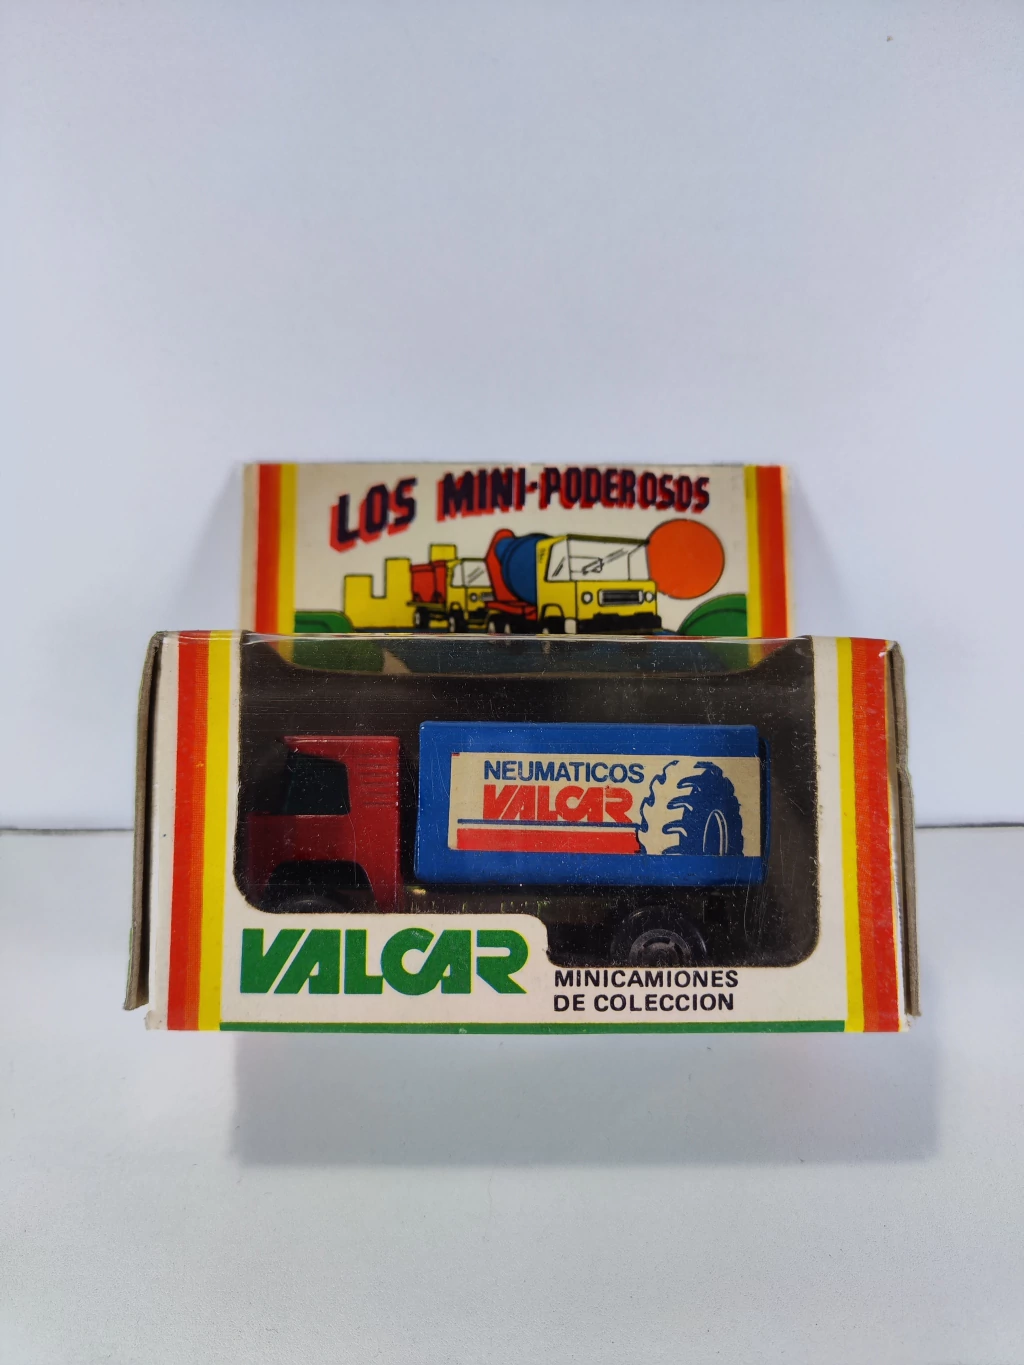 LOS MINI-PODEROSOS
NEUMATICOS
VALCAR
VALCAR
MINICAMIONES
DE COLECCION